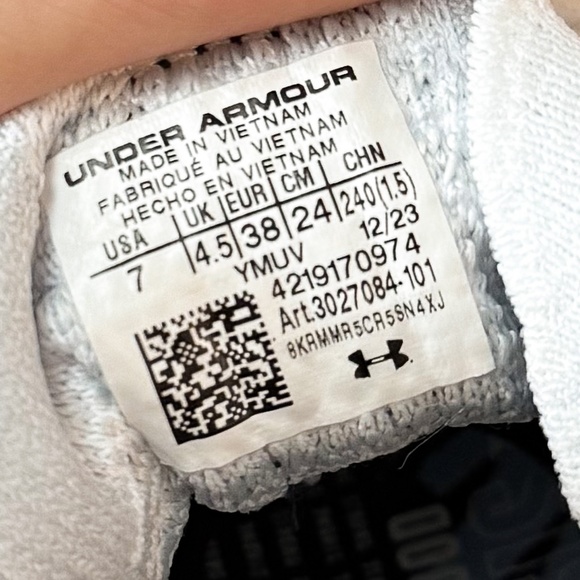 UNDER ARMOUR
MADE IN VIETNAM
FABRIQUÉ AU VIETNAM
HECHO EN VIETNAM
USA UK EUR CM CHN
7 4.5 38 24 240(1.5)
YMUV 12/23
4219170974
Art.3027084-101
8KRMMR5CR5SN4XJ